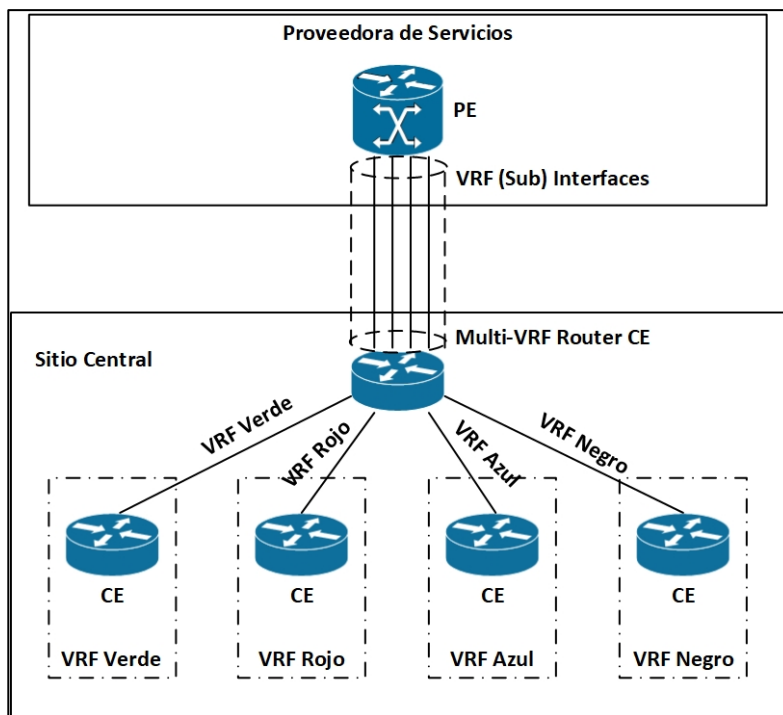 Proveedora de Servicios
PE
VRF (Sub) Interfaces
Multi-VRF Router CE
Sitio Central
VRF Verde
VRF Rojo
VRF Azul
VRF Negro
CE
CE
CE
CE
VRF Verde
VRF Rojo
VRF Azul
VRF Negro